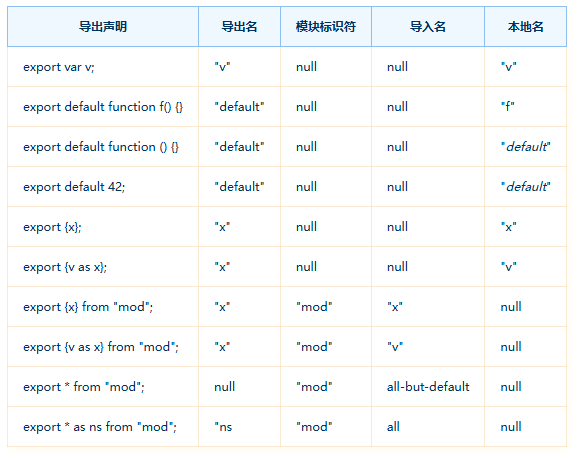 导出声明 导出名 模块标识符 导入名 本地名
export var v; "v" null null "v"
export default function f() {} "default" null null "f"
export default function () {} "default" null null "default"
export default 42; "default" null null "default"
export {x}; "x" null null "x"
export {v as x}; "x" null null "v"
export {x} from "mod"; "x" "mod" "x" null
export {v as x} from "mod"; "x" "mod" "v" null
export * from "mod"; null "mod" all-but-default null
export * as ns from "mod"; "ns "mod" all null